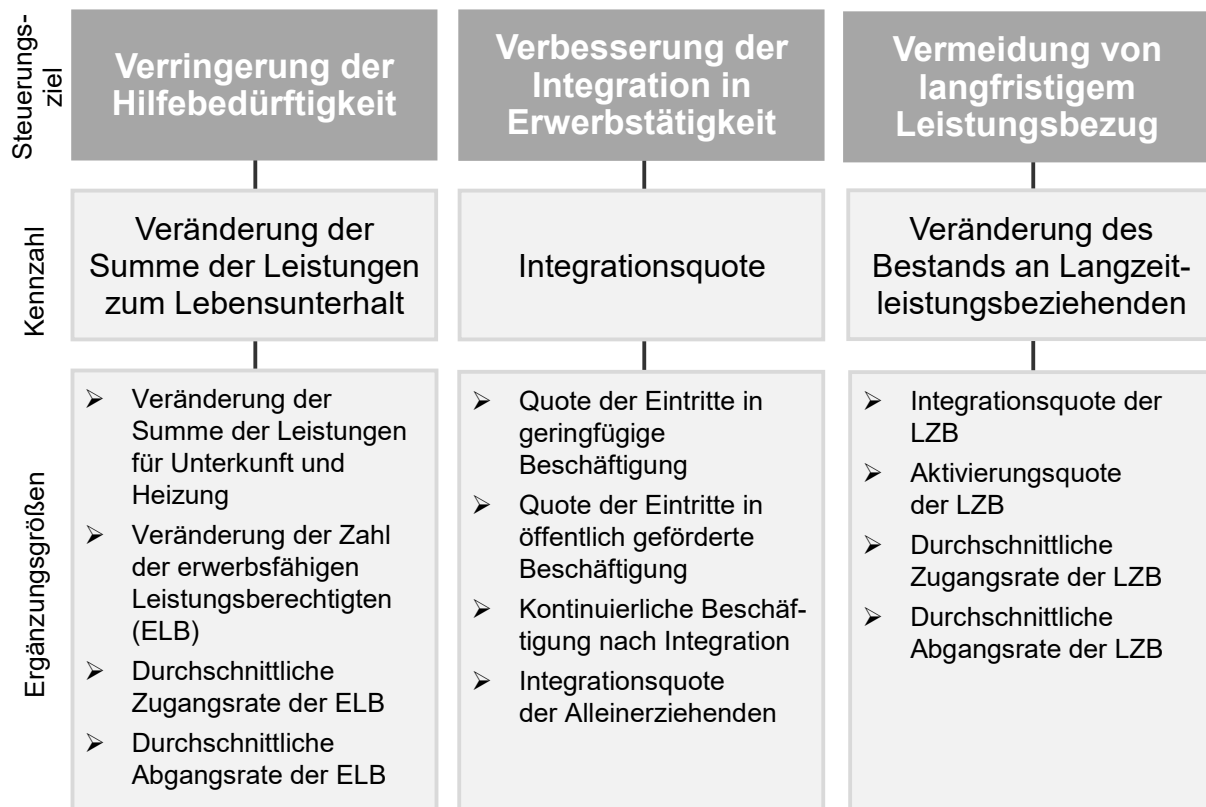 Steuerungs-
ziel
Verringerung der
Hilfebedürftigkeit
Verbesserung der
Integration in
Erwerbstätigkeit
Vermeidung von
langfristigem
Leistungsbezug
Kennzahl
Veränderung der
Summe der Leistungen
zum Lebensunterhalt
Integrationsquote
Veränderung des
Bestands an Langzeit-
leistungsbeziehenden
Ergänzungsgrößen
➢ Veränderung der
Summe der Leistungen
für Unterkunft und
Heizung
➢ Veränderung der Zahl
der erwerbsfähigen
Leistungsberechtigten
(ELB)
➢ Durchschnittliche
Zugangsrate der ELB
➢ Durchschnittliche
Abgangsrate der ELB
➢ Quote der Eintritte in
geringfügige
Beschäftigung
➢ Quote der Eintritte in
öffentlich geförderte
Beschäftigung
➢ Kontinuierliche Beschäf-
tigung nach Integration
➢ Integrationsquote
der Alleinerziehenden
➢ Integrationsquote der
LZB
➢ Aktivierungsquote
der LZB
➢ Durchschnittliche
Zugangsrate der LZB
➢ Durchschnittliche
Abgangsrate der LZB